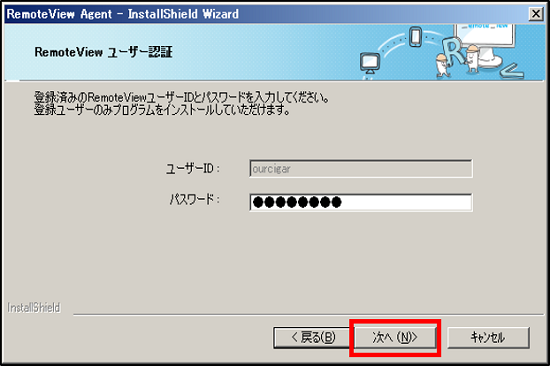 RemoteView Agent - InstallShield Wizard
RemoteView ユーザー認証
登録済みのRemoteViewユーザーIDとパスワードを入力してください。
登録ユーザーのみプログラムをインストールしていただけます。
ユーザーID :
ourcigar
パスワード :
●●●●●●●●
InstallShield
< 戻る(B)
次へ (N)>
キャンセル